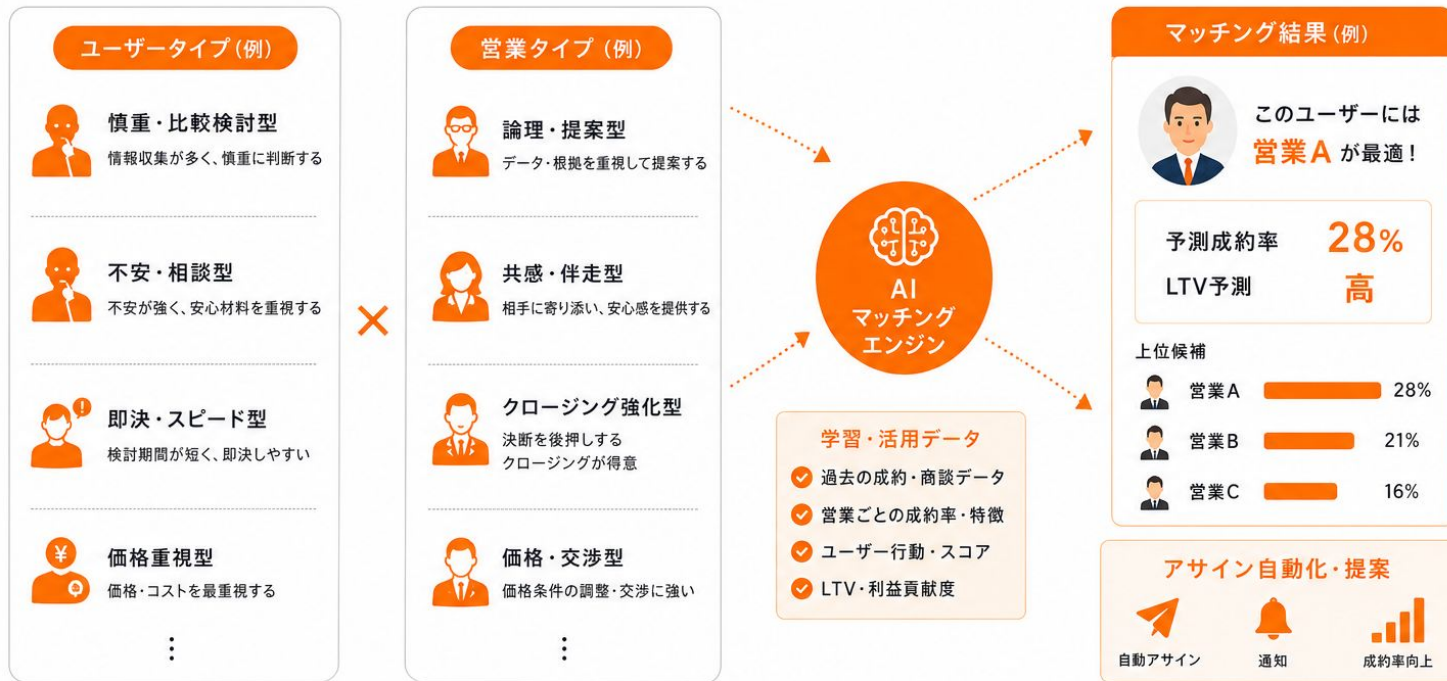 ユーザータイプ（例）
慎重・比較検討型
情報収集が多く、慎重に判断する
不安・相談型
不安が強く、安心材料を重視する
即決・スピード型
検討期間が短く、即決しやすい
¥
価格重視型
価格・コストを最重視する
⋮
×
営業タイプ（例）
論理・提案型
データ・根拠を重視して提案する
共感・伴走型
相手に寄り添い、安心感を提供する
クロージング強化型
決断を後押しする
クロージングが得意
価格・交渉型
価格条件の調整・交渉に強い
⋮
AI
マッチング
エンジン
学習・活用データ
過去の成約・商談データ
営業ごとの成約率・特徴
ユーザー行動・スコア
LTV・利益貢献度
マッチング結果（例）
このユーザーには
営業A が最適！
予測成約率 28%
LTV予測 高
上位候補
営業A 28%
営業B 21%
営業C 16%
アサイン自動化・提案
自動アサイン
通知
成約率向上